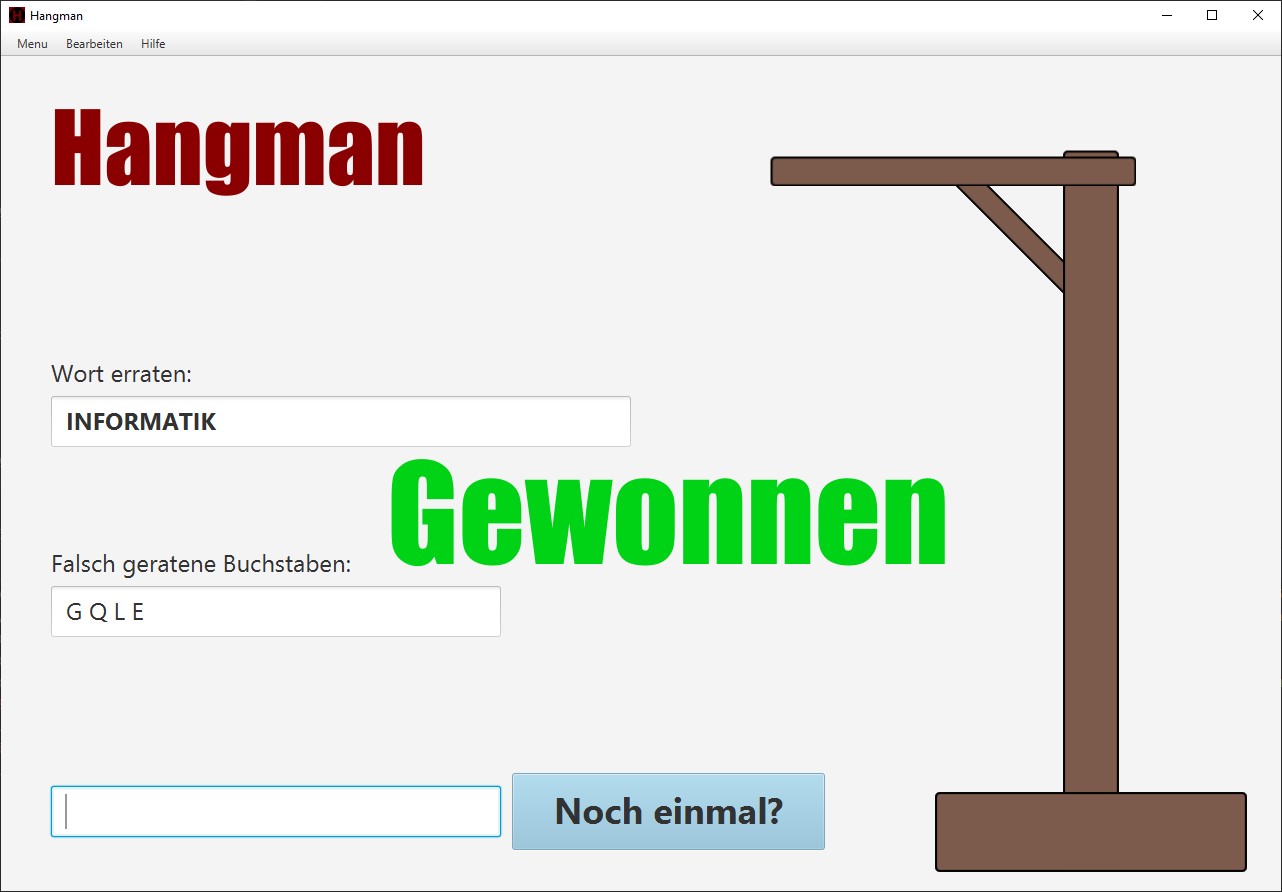 Hangman
Menu Bearbeiten Hilfe
Hangman
Wort erraten:
INFORMATIK
Gewonnen
Falsch geratene Buchstaben:
G Q L E
Noch einmal?